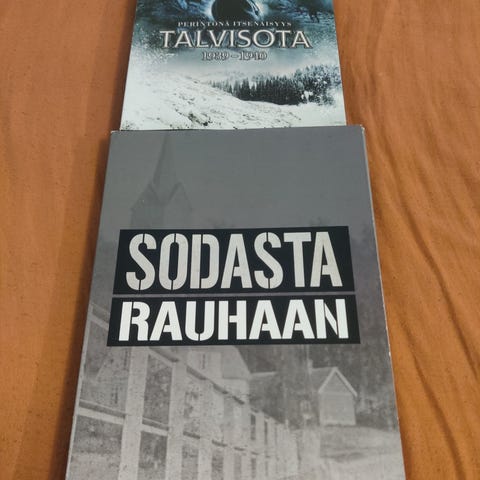 PERINTÖNÄ ITSENÄISYYS
TALVISOTA
1939–1940
SODASTA
RAUHAAN